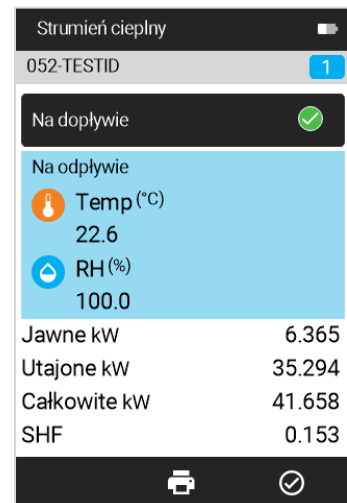 Strumień cieplny
052-TESTID 1
Na dopływie
Na odpływie
Temp (°C)
22.6
RH (%)
100.0
Jawne kW 6.365
Utajone kW 35.294
Całkowite kW 41.658
SHF 0.153